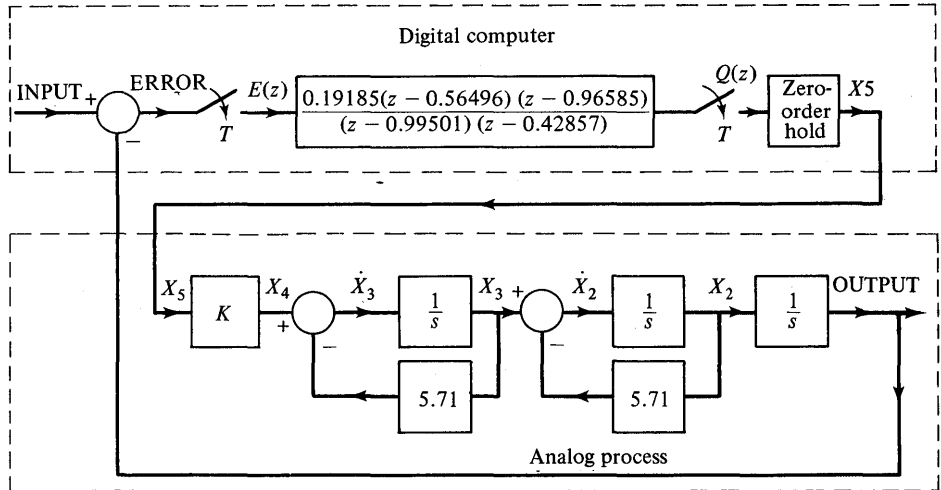 Digital computer
INPUT
+
ERROR
T
E(z)
0.19185(z − 0.56496) (z − 0.96585)
(z − 0.99501) (z − 0.42857)
Q(z)
T
Zero-
order
hold
X5
−
X₅
K
X₄
+
−
Ẋ₃
1
s
X₃
5.71
+
−
Ẋ₂
1
s
X₂
5.71
1
s
OUTPUT
Analog process